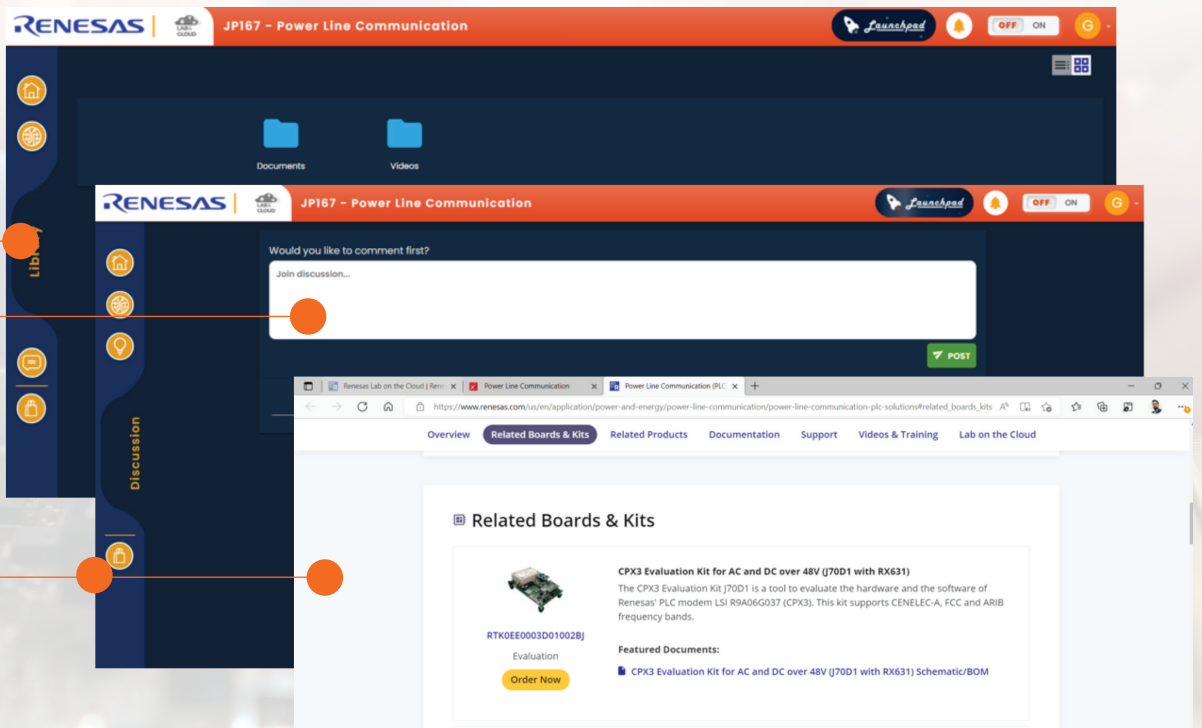 RENESAS
LAB ON THE CLOUD
JP167 - Power Line Communication
Launchpad
OFF ON
G
Documents
Videos
Library
RENESAS
JP167 - Power Line Communication
Launchpad
OFF ON
G
Would you like to comment first?
Join discussion...
POST
Discussion
Renesas Lab on the Cloud | Rene
Power Line Communication
Power Line Communication (PLC
https://www.renesas.com/us/en/application/power-and-energy/power-line-communication/power-line-communication-plc-solutions#related_boards_kits
Overview
Related Boards & Kits
Related Products
Documentation
Support
Videos & Training
Lab on the Cloud
Related Boards & Kits
CPX3 Evaluation Kit for AC and DC over 48V (J70D1 with RX631)
The CPX3 Evaluation Kit J70D1 is a tool to evaluate the hardware and the software of
Renesas' PLC modem LSI R9A06G037 (CPX3). This kit supports CENELEC-A, FCC and ARIB
frequency bands.
RTK0EE0003D01002BJ
Evaluation
Order Now
Featured Documents:
CPX3 Evaluation Kit for AC and DC over 48V (J70D1 with RX631) Schematic/BOM